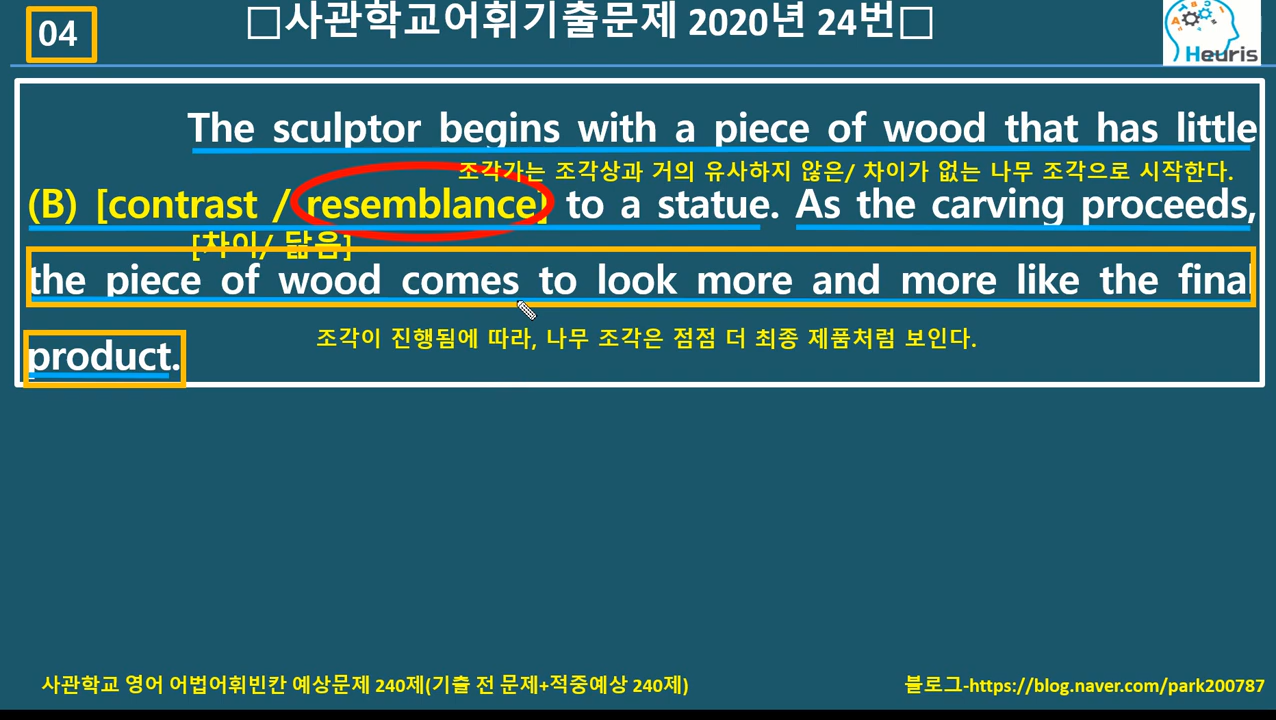 04
□사관학교어휘기출문제 2020년 24번□
Heuris
The sculptor begins with a piece of wood that has little
조각가는 조각상과 거의 유사하지 않은/ 차이가 없는 나무 조각으로 시작한다.
(B) [contrast / resemblance] to a statue. As the carving proceeds,
[차이/ 닮음]
the piece of wood comes to look more and more like the final
조각이 진행됨에 따라, 나무 조각은 점점 더 최종 제품처럼 보인다.
product.
사관학교 영어 어법어휘빈칸 예상문제 240제(기출 전 문제+적중예상 240제)
블로그-https://blog.naver.com/park200787